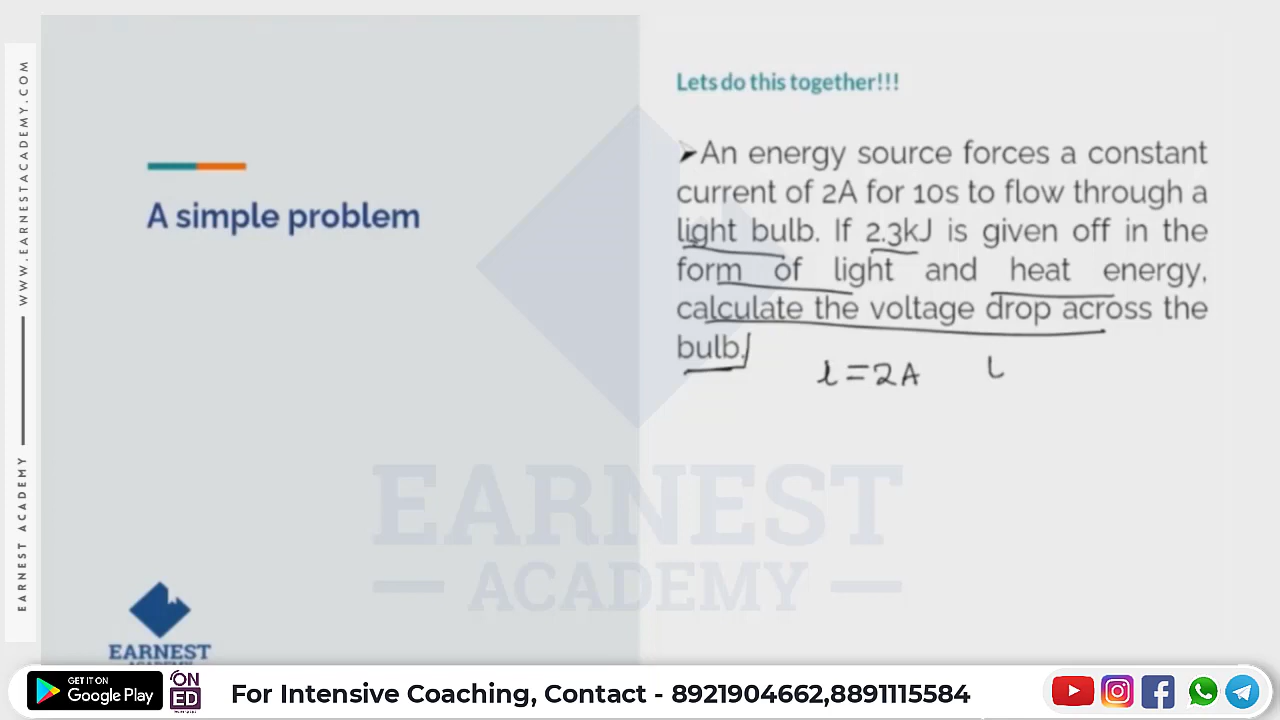 WWW.EARNESTACADEMY.COM
EARNEST ACADEMY
A simple problem
Lets do this together!!!
➤An energy source forces a constant
current of 2A for 10s to flow through a
light bulb. If 2.3kJ is given off in the
form of light and heat energy,
calculate the voltage drop across the
bulb.
i=2A
EARNEST
ACADEMY
EARNEST
ACADEMY
GET IT ON
Google Play
ON
ED
For Intensive Coaching, Contact - 8921904662,8891115584